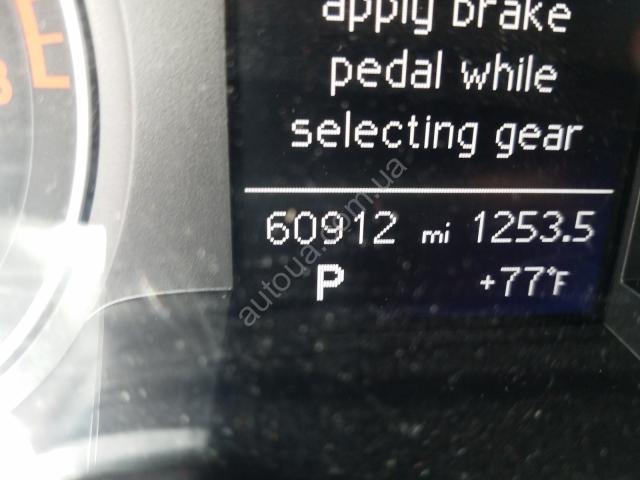 apply brake
pedal while
selecting gear
60912 mi 1253.5
P +77°F
autoua.com.ua
E